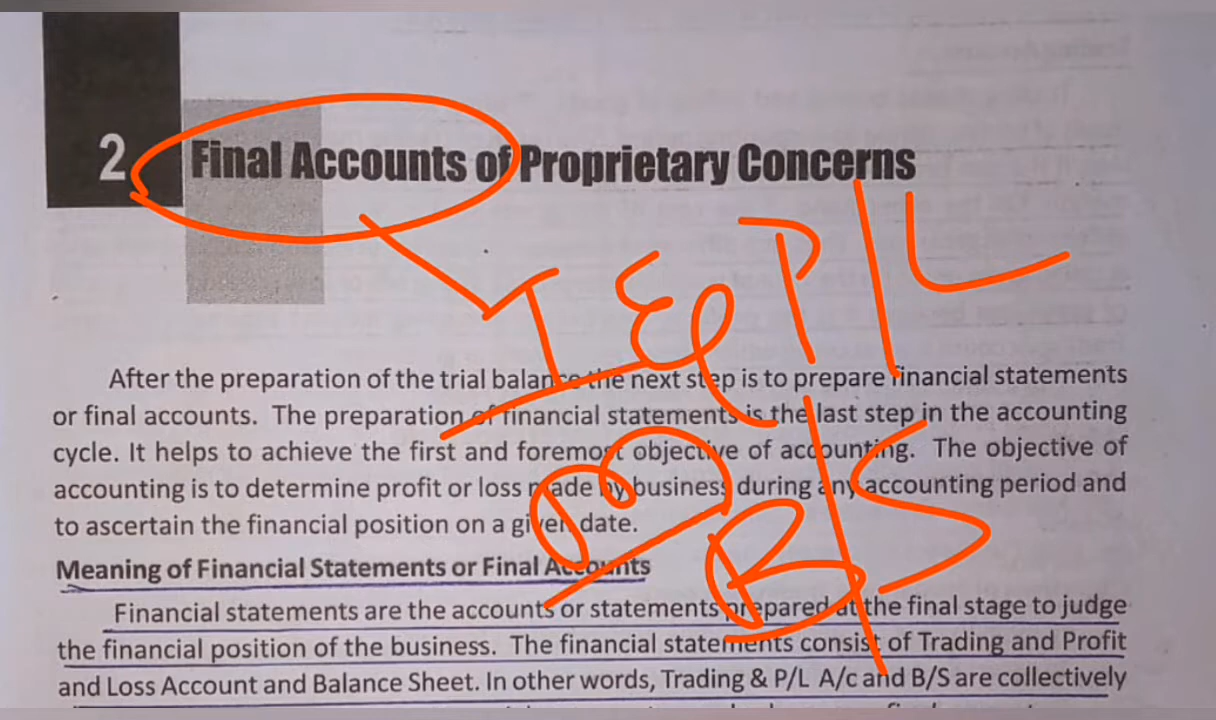 2 Final Accounts of Proprietary Concerns
P/L
B/S
After the preparation of the trial balance the next step is to prepare financial statements
or final accounts. The preparation of financial statements is the last step in the accounting
cycle. It helps to achieve the first and foremost objective of accounting. The objective of
accounting is to determine profit or loss made by business during any accounting period and
to ascertain the financial position on a given date.
Meaning of Financial Statements or Final Accounts
Financial statements are the accounts or statements prepared at the final stage to judge
the financial position of the business. The financial statements consist of Trading and Profit
and Loss Account and Balance Sheet. In other words, Trading & P/L A/c and B/S are collectively